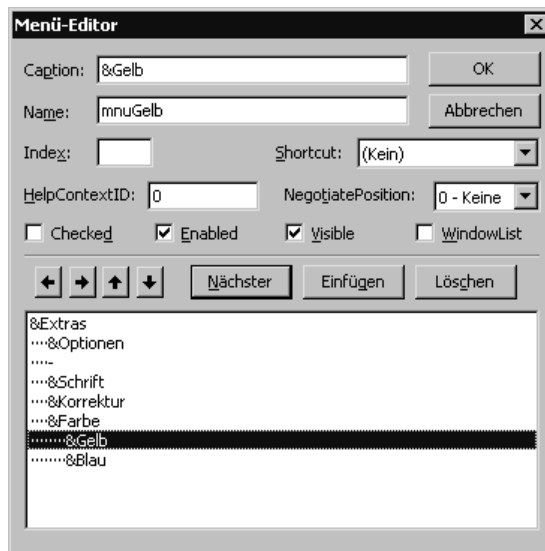 Menü-Editor
Caption: &Gelb OK
Name: mnuGelb Abbrechen
Index: Shortcut: (Kein)
HelpContextID: 0 NegotiatePosition: 0 - Keine
Checked Enabled Visible WindowList
Nächster Einfügen Löschen
&Extras
····&Optionen
····-
····&Schrift
····&Korrektur
····&Farbe
········&Gelb
········&Blau